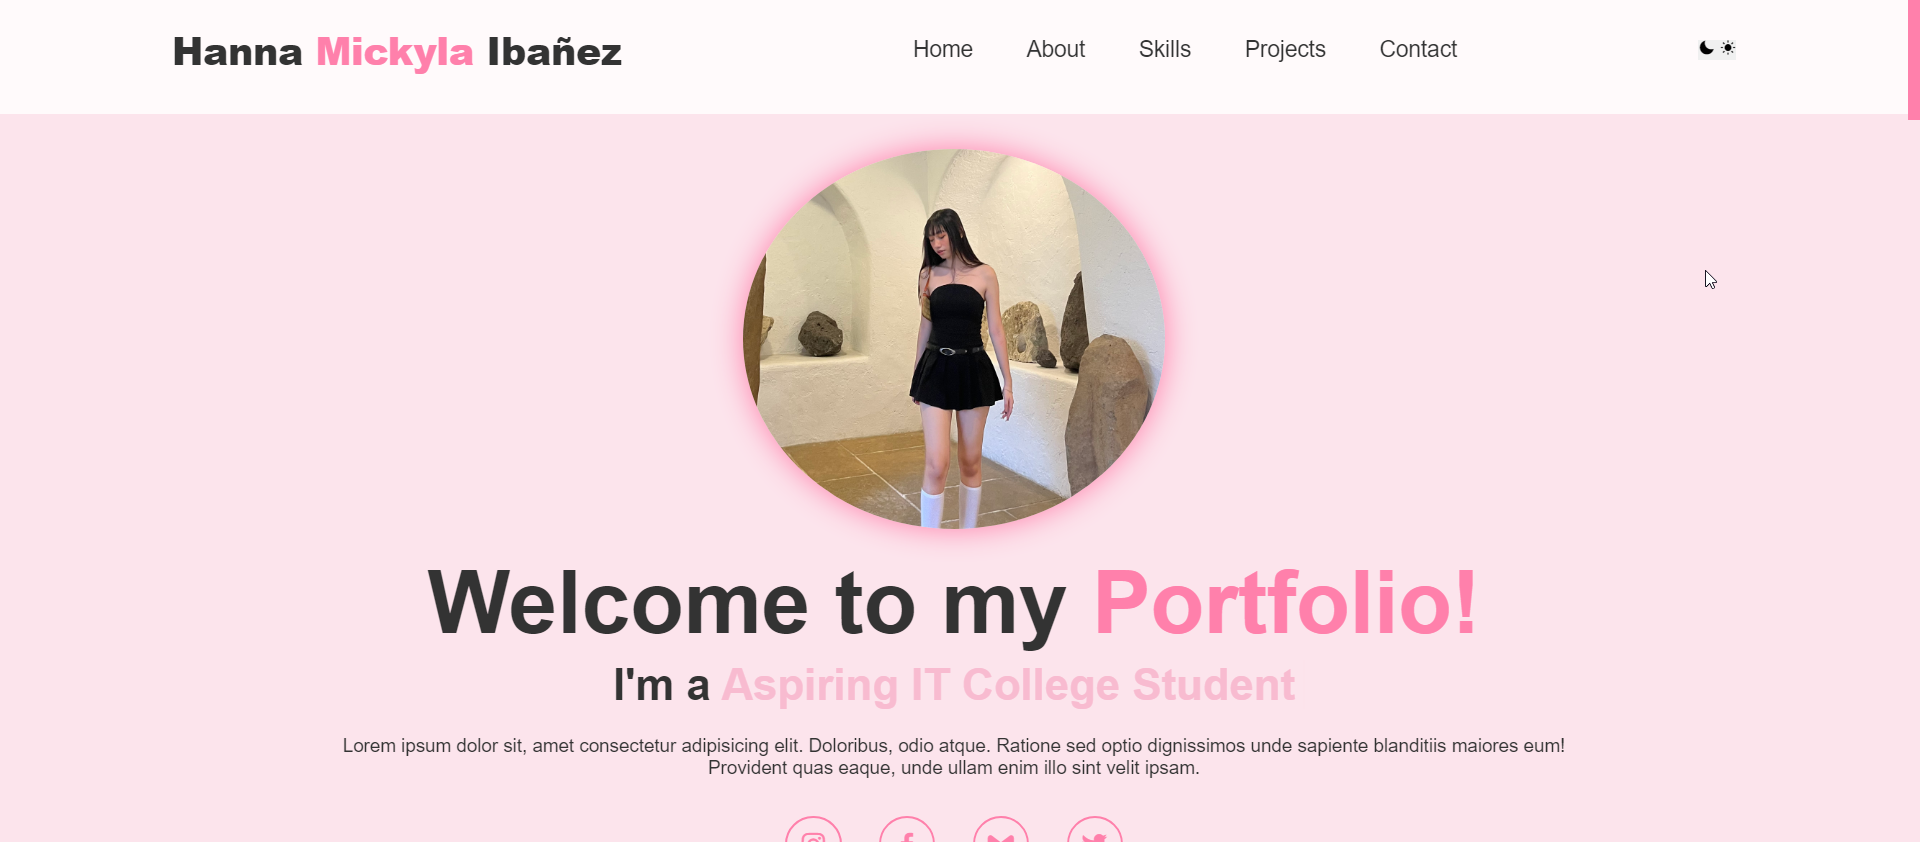 Hanna Mickyla Ibañez
Home About Skills Projects Contact
Welcome to my Portfolio!
I'm a Aspiring IT College Student
Lorem ipsum dolor sit, amet consectetur adipisicing elit. Doloribus, odio atque. Ratione sed optio dignissimos unde sapiente blanditiis maiores eum!
Provident quas eaque, unde ullam enim illo sint velit ipsam.